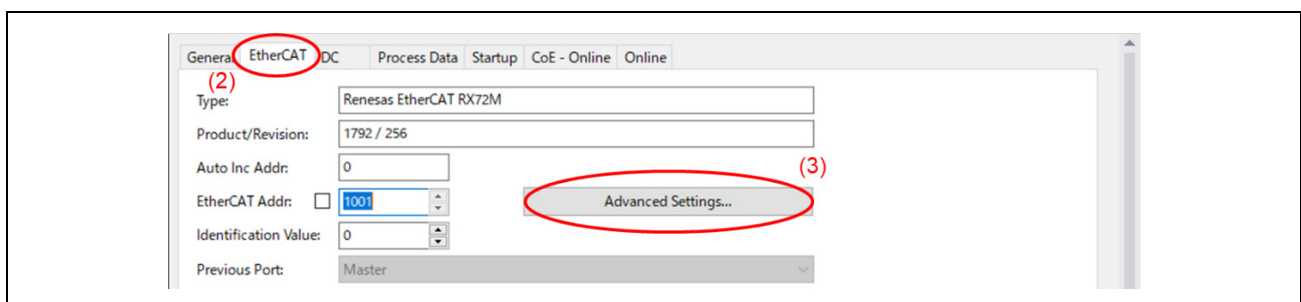 General EtherCAT DC Process Data Startup CoE - Online Online
(2)
Type: Renesas EtherCAT RX72M
Product/Revision: 1792 / 256
Auto Inc Addr: 0
(3)
EtherCAT Addr: 1001 Advanced Settings...
Identification Value: 0
Previous Port: Master